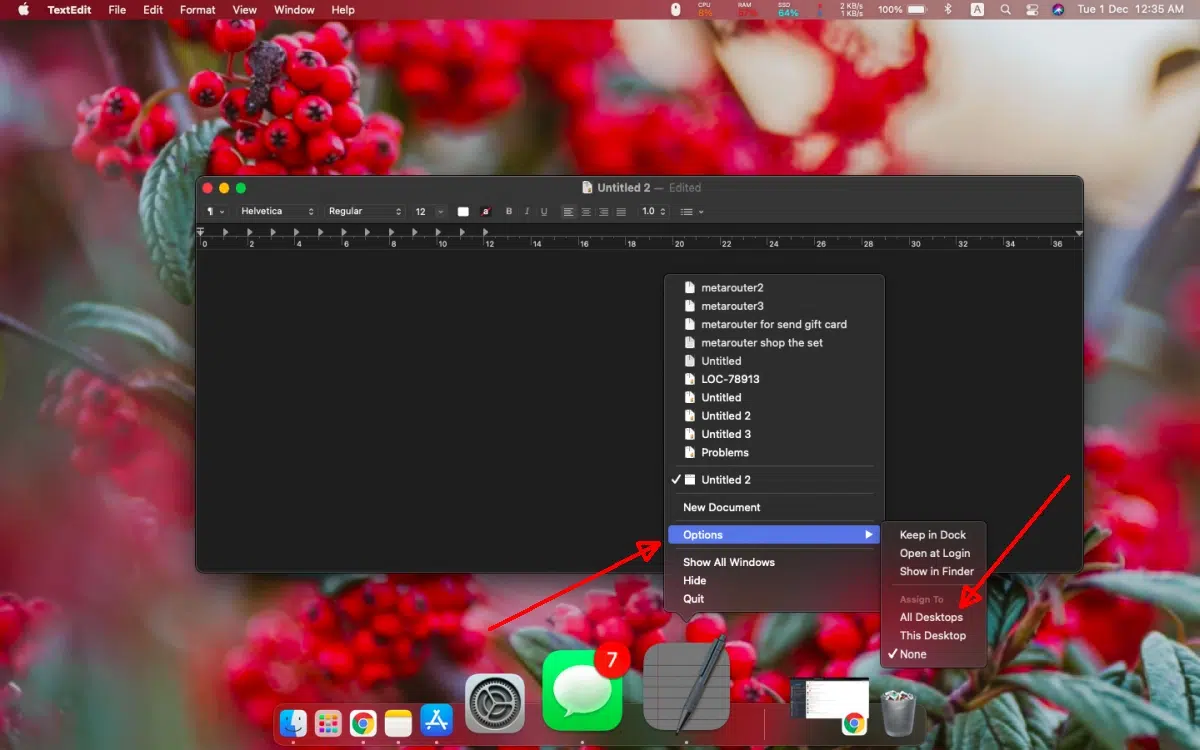 TextEdit File Edit Format View Window Help CPU 6% RAM 57% SSD 64% 2 KB/s 1 KB/s 100% A Tue 1 Dec 12:35 AM
Untitled 2 — Edited
¶ Helvetica Regular 12 a B I U 1.0
0 2 4 6 8 10 12 14 16 18 20 22 24 26 28 30 32 34 36
metarouter2
metarouter3
metarouter for send gift card
metarouter shop the set
Untitled
LOC-78913
Untitled
Untitled 2
Untitled 3
Problems
✓ Untitled 2
New Document
Options
Show All Windows
Hide
Quit
Keep in Dock
Open at Login
Show in Finder
Assign To
All Desktops
This Desktop
✓ None
7